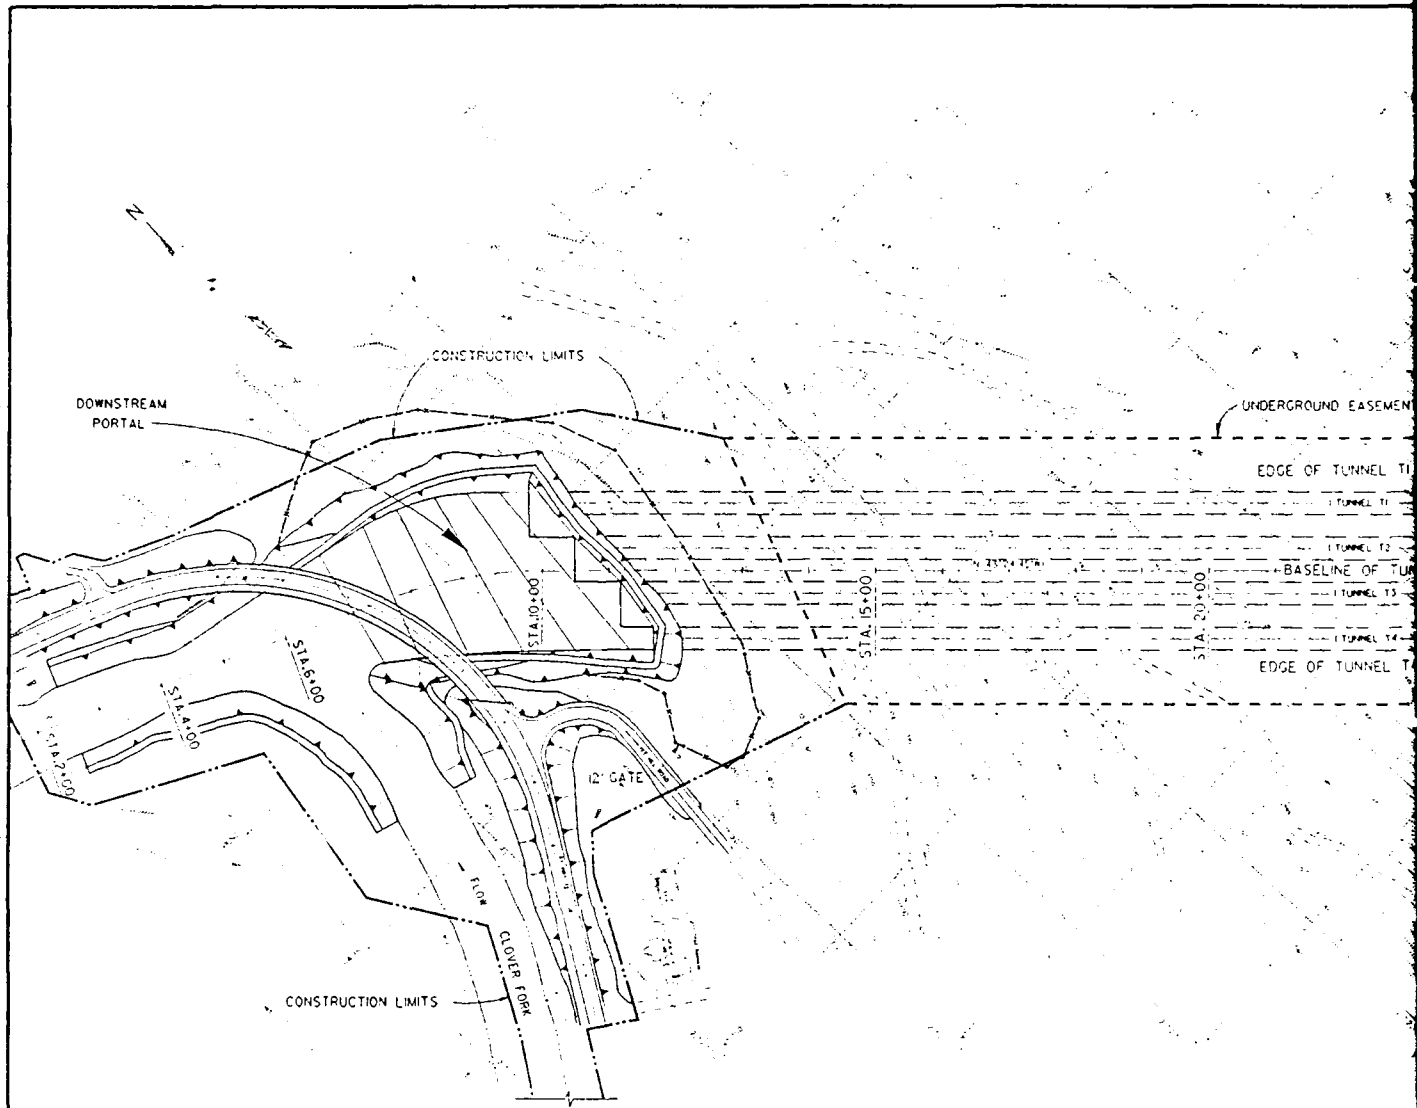 N
CONSTRUCTION LIMITS
DOWNSTREAM
PORTAL
UNDERGROUND EASEMEN
EDGE OF TUNNEL T1
TUNNEL T1
TUNNEL T2
BASELINE OF TU
TUNNEL T3
TUNNEL T4
EDGE OF TUNNEL T
STA.10+00
STA.15+00
STA.20+00
STA.6+00
STA.4+00
STA.2+00
12' GATE
FLOW
CLOVER FORK
CONSTRUCTION LIMITS